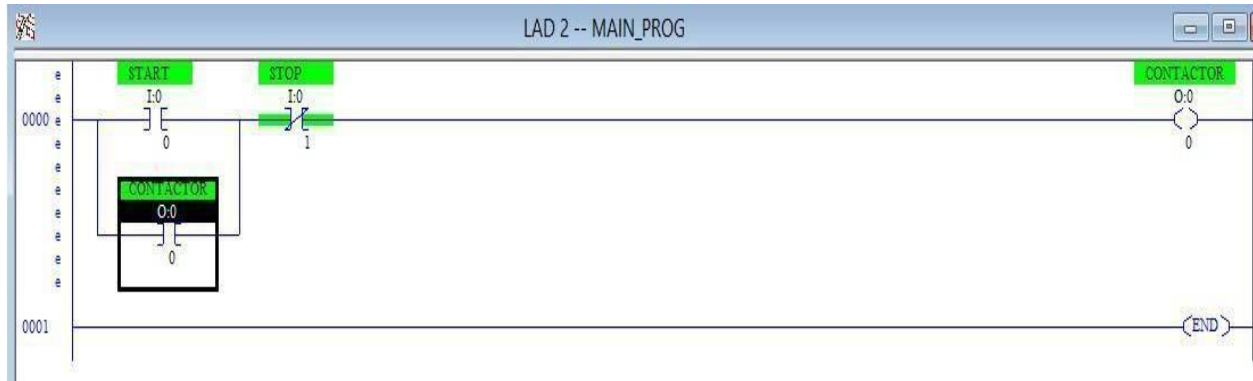 LAD 2 -- MAIN_PROG
e
START STOP CONTACTOR
e I:0 I:0 O:0
0000 e
e 0 1 0
e
e CONTACTOR
e O:0
e
e 0
e
0001 END